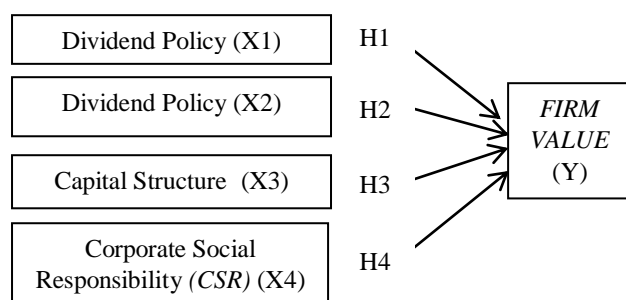 Dividend Policy (X1)
H1
Dividend Policy (X2)
H2
Capital Structure (X3)
H3
Corporate Social
Responsibility (CSR) (X4)
H4
FIRM
VALUE
(Y)